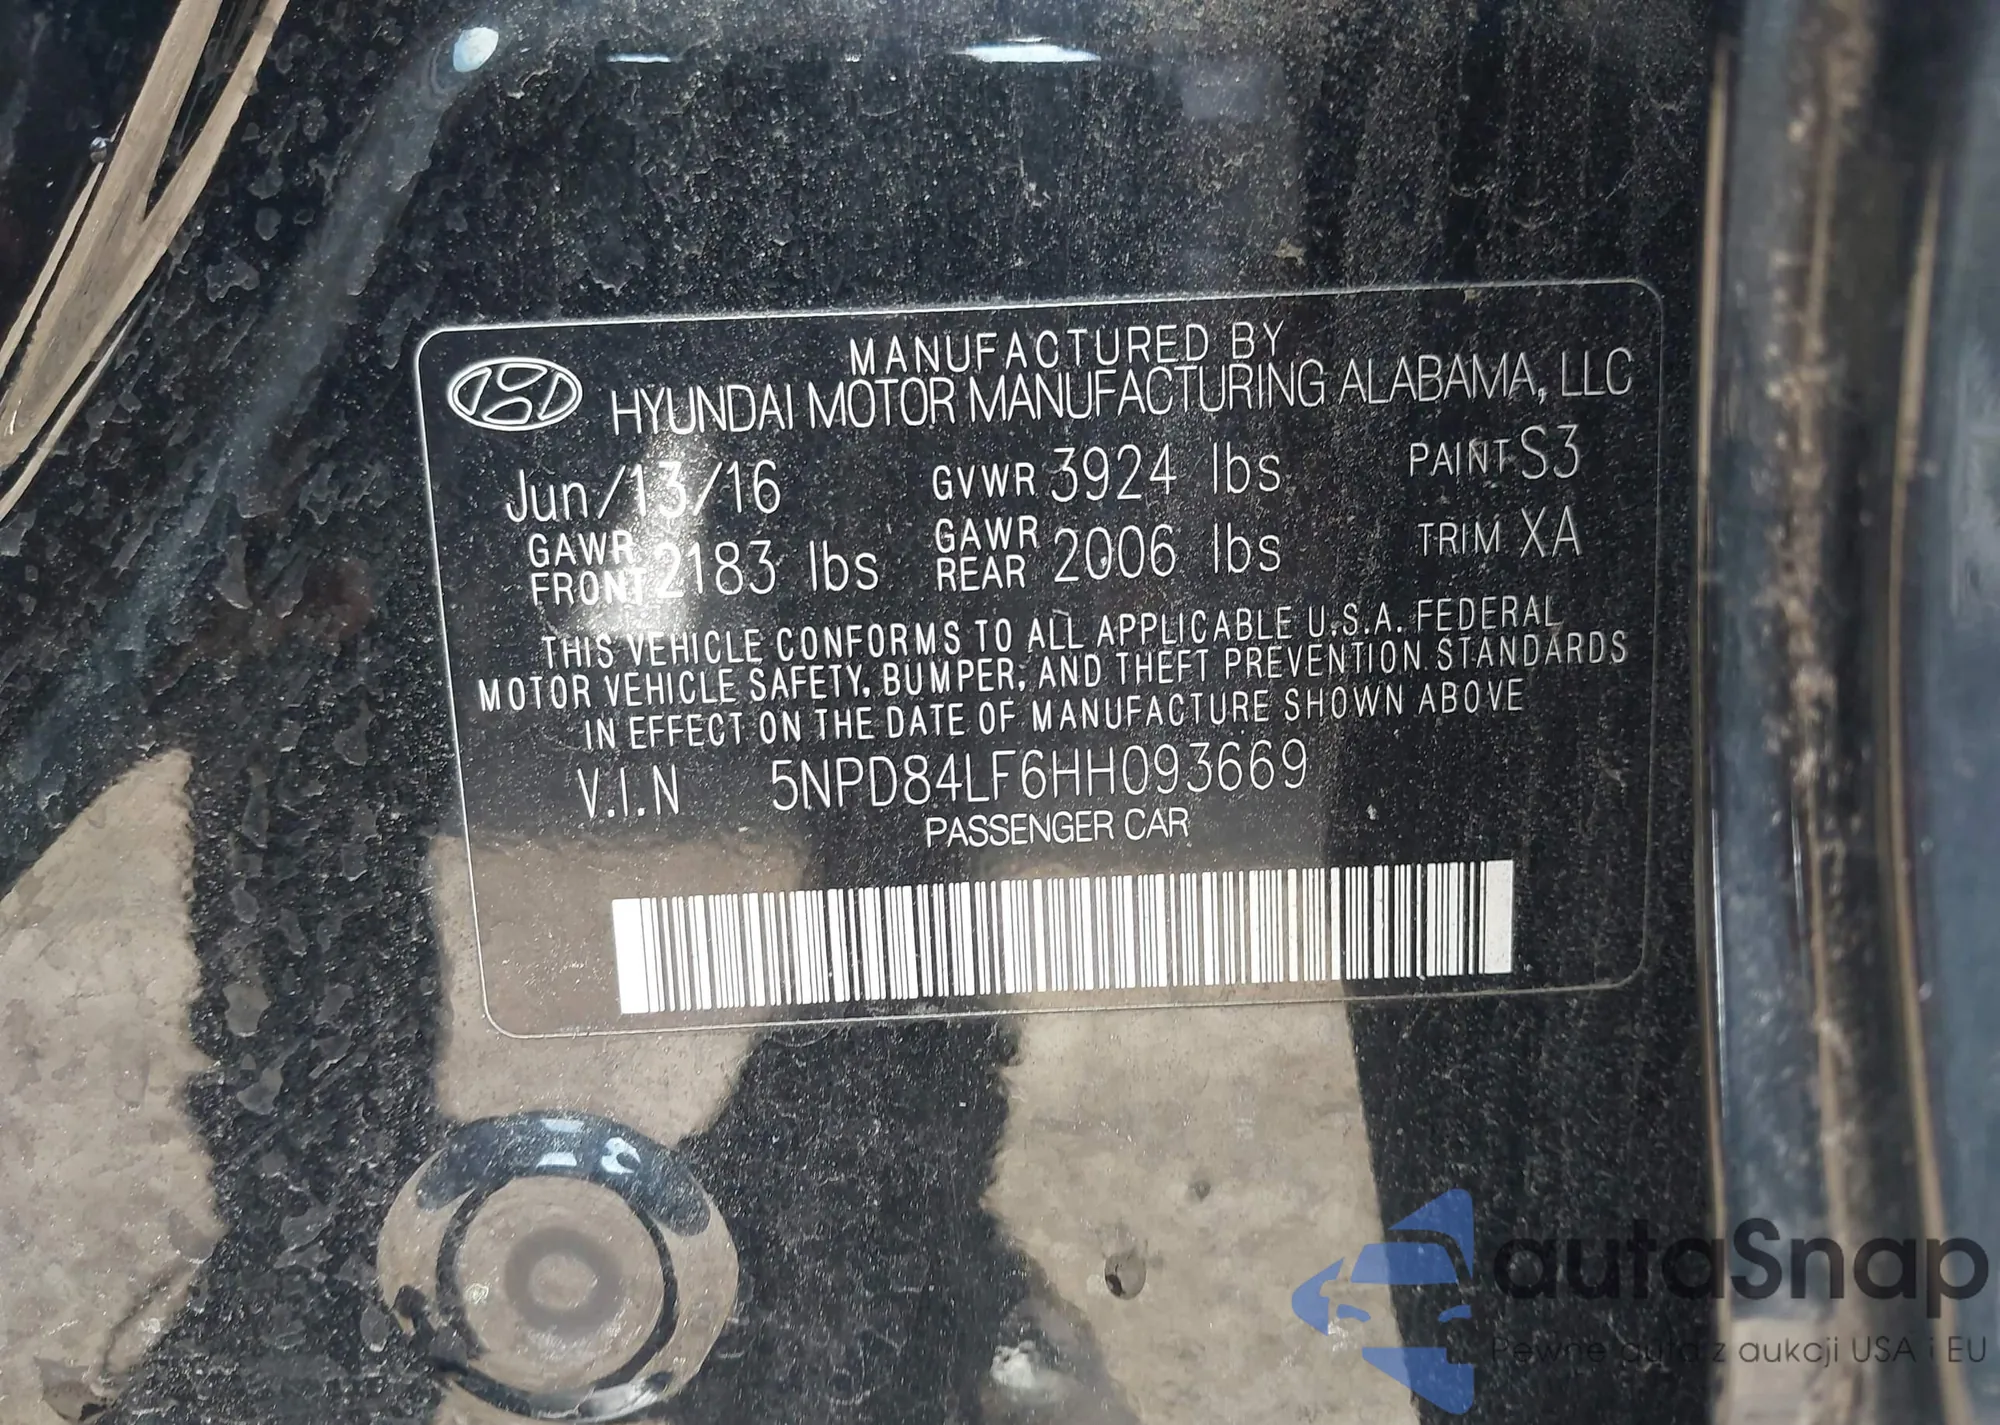 MANUFACTURED BY
HYUNDAI MOTOR MANUFACTURING ALABAMA, LLC
Jun/13/16 GVWR 3924 lbs PAINT S3
GAWR FRONT 2183 lbs GAWR REAR 2006 lbs TRIM XA
THIS VEHICLE CONFORMS TO ALL APPLICABLE U.S.A. FEDERAL
MOTOR VEHICLE SAFETY, BUMPER, AND THEFT PREVENTION STANDARDS
IN EFFECT ON THE DATE OF MANUFACTURE SHOWN ABOVE
V.I.N 5NPD84LF6HH093669
PASSENGER CAR
autaSnap
Pewne auta z aukcji USA i EU